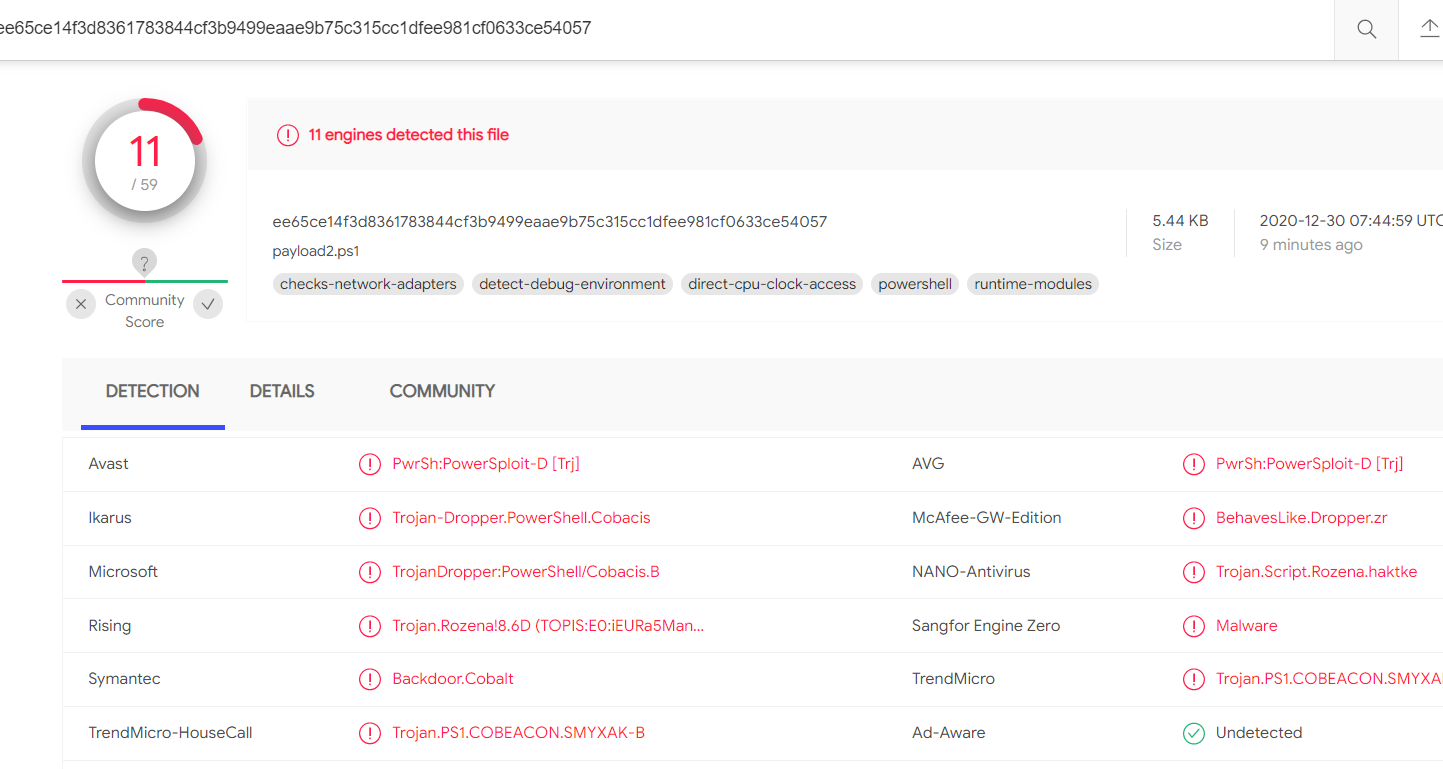 ee65ce14f3d8361783844cf3b9499eaae9b75c315cc1dfee981cf0633ce54057
11
/ 59
11 engines detected this file
ee65ce14f3d8361783844cf3b9499eaae9b75c315cc1dfee981cf0633ce54057
payload2.ps1
checks-network-adapters detect-debug-environment direct-cpu-clock-access powershell runtime-modules
5.44 KB
Size
2020-12-30 07:44:59 UTC
9 minutes ago
?
Community
Score
DETECTION DETAILS COMMUNITY
Avast PwrSh:PowerSploit-D [Trj] AVG PwrSh:PowerSploit-D [Trj]
Ikarus Trojan-Dropper.PowerShell.Cobacis McAfee-GW-Edition BehavesLike.Dropper.zr
Microsoft TrojanDropper:PowerShell/Cobacis.B NANO-Antivirus Trojan.Script.Rozena.haktke
Rising Trojan.Rozena!8.6D (TOPIS:E0:iEURa5Man... Sangfor Engine Zero Malware
Symantec Backdoor.Cobalt TrendMicro Trojan.PS1.COBEACON.SMYXA
TrendMicro-HouseCall Trojan.PS1.COBEACON.SMYXAK-B Ad-Aware Undetected